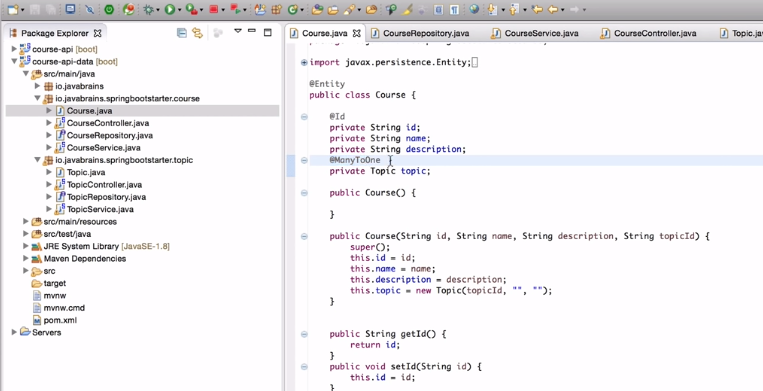 Package Explorer
course-api [boot]
course-api-data [boot]
src/main/java
io.javabrains
io.javabrains.springbootstarter.course
Course.java
CourseController.java
CourseRepository.java
CourseService.java
io.javabrains.springbootstarter.topic
Topic.java
TopicController.java
TopicRepository.java
TopicService.java
src/main/resources
src/test/java
JRE System Library [JavaSE-1.8]
Maven Dependencies
src
target
mvnw
mvnw.cmd
pom.xml
Servers
Course.java CourseRepository.java CourseService.java CourseController.java Topic.jav
import javax.persistence.Entity;
@Entity
public class Course {
@Id
private String id;
private String name;
private String description;
@ManyToOne
private Topic topic;
public Course() {
}
public Course(String id, String name, String description, String topicId) {
super();
this.id = id;
this.name = name;
this.description = description;
this.topic = new Topic(topicId, "", "");
}
public String getId() {
return id;
}
public void setId(String id) {
this.id = id;
}